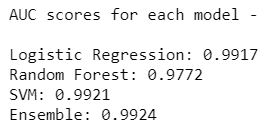 AUC scores for each model -
Logistic Regression: 0.9917
Random Forest: 0.9772
SVM: 0.9921
Ensemble: 0.9924